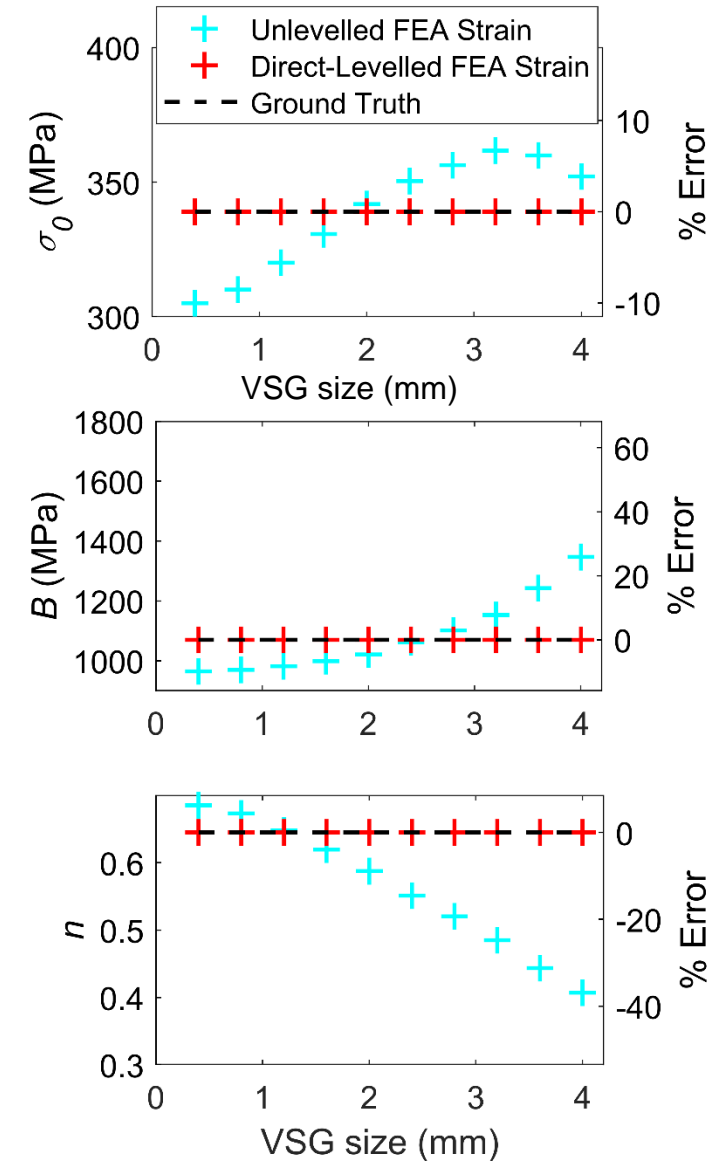 Unlevelled FEA Strain
Direct-Levelled FEA Strain
Ground Truth
400
350
300
σ0 (MPa)
10
0
-10
% Error
0 1 2 3 4
VSG size (mm)
1800
1600
1400
1200
1000
B (MPa)
60
40
20
0
% Error
0 1 2 3 4
0.6
0.5
0.4
0.3
n
0
-20
-40
% Error
0 1 2 3 4
VSG size (mm)